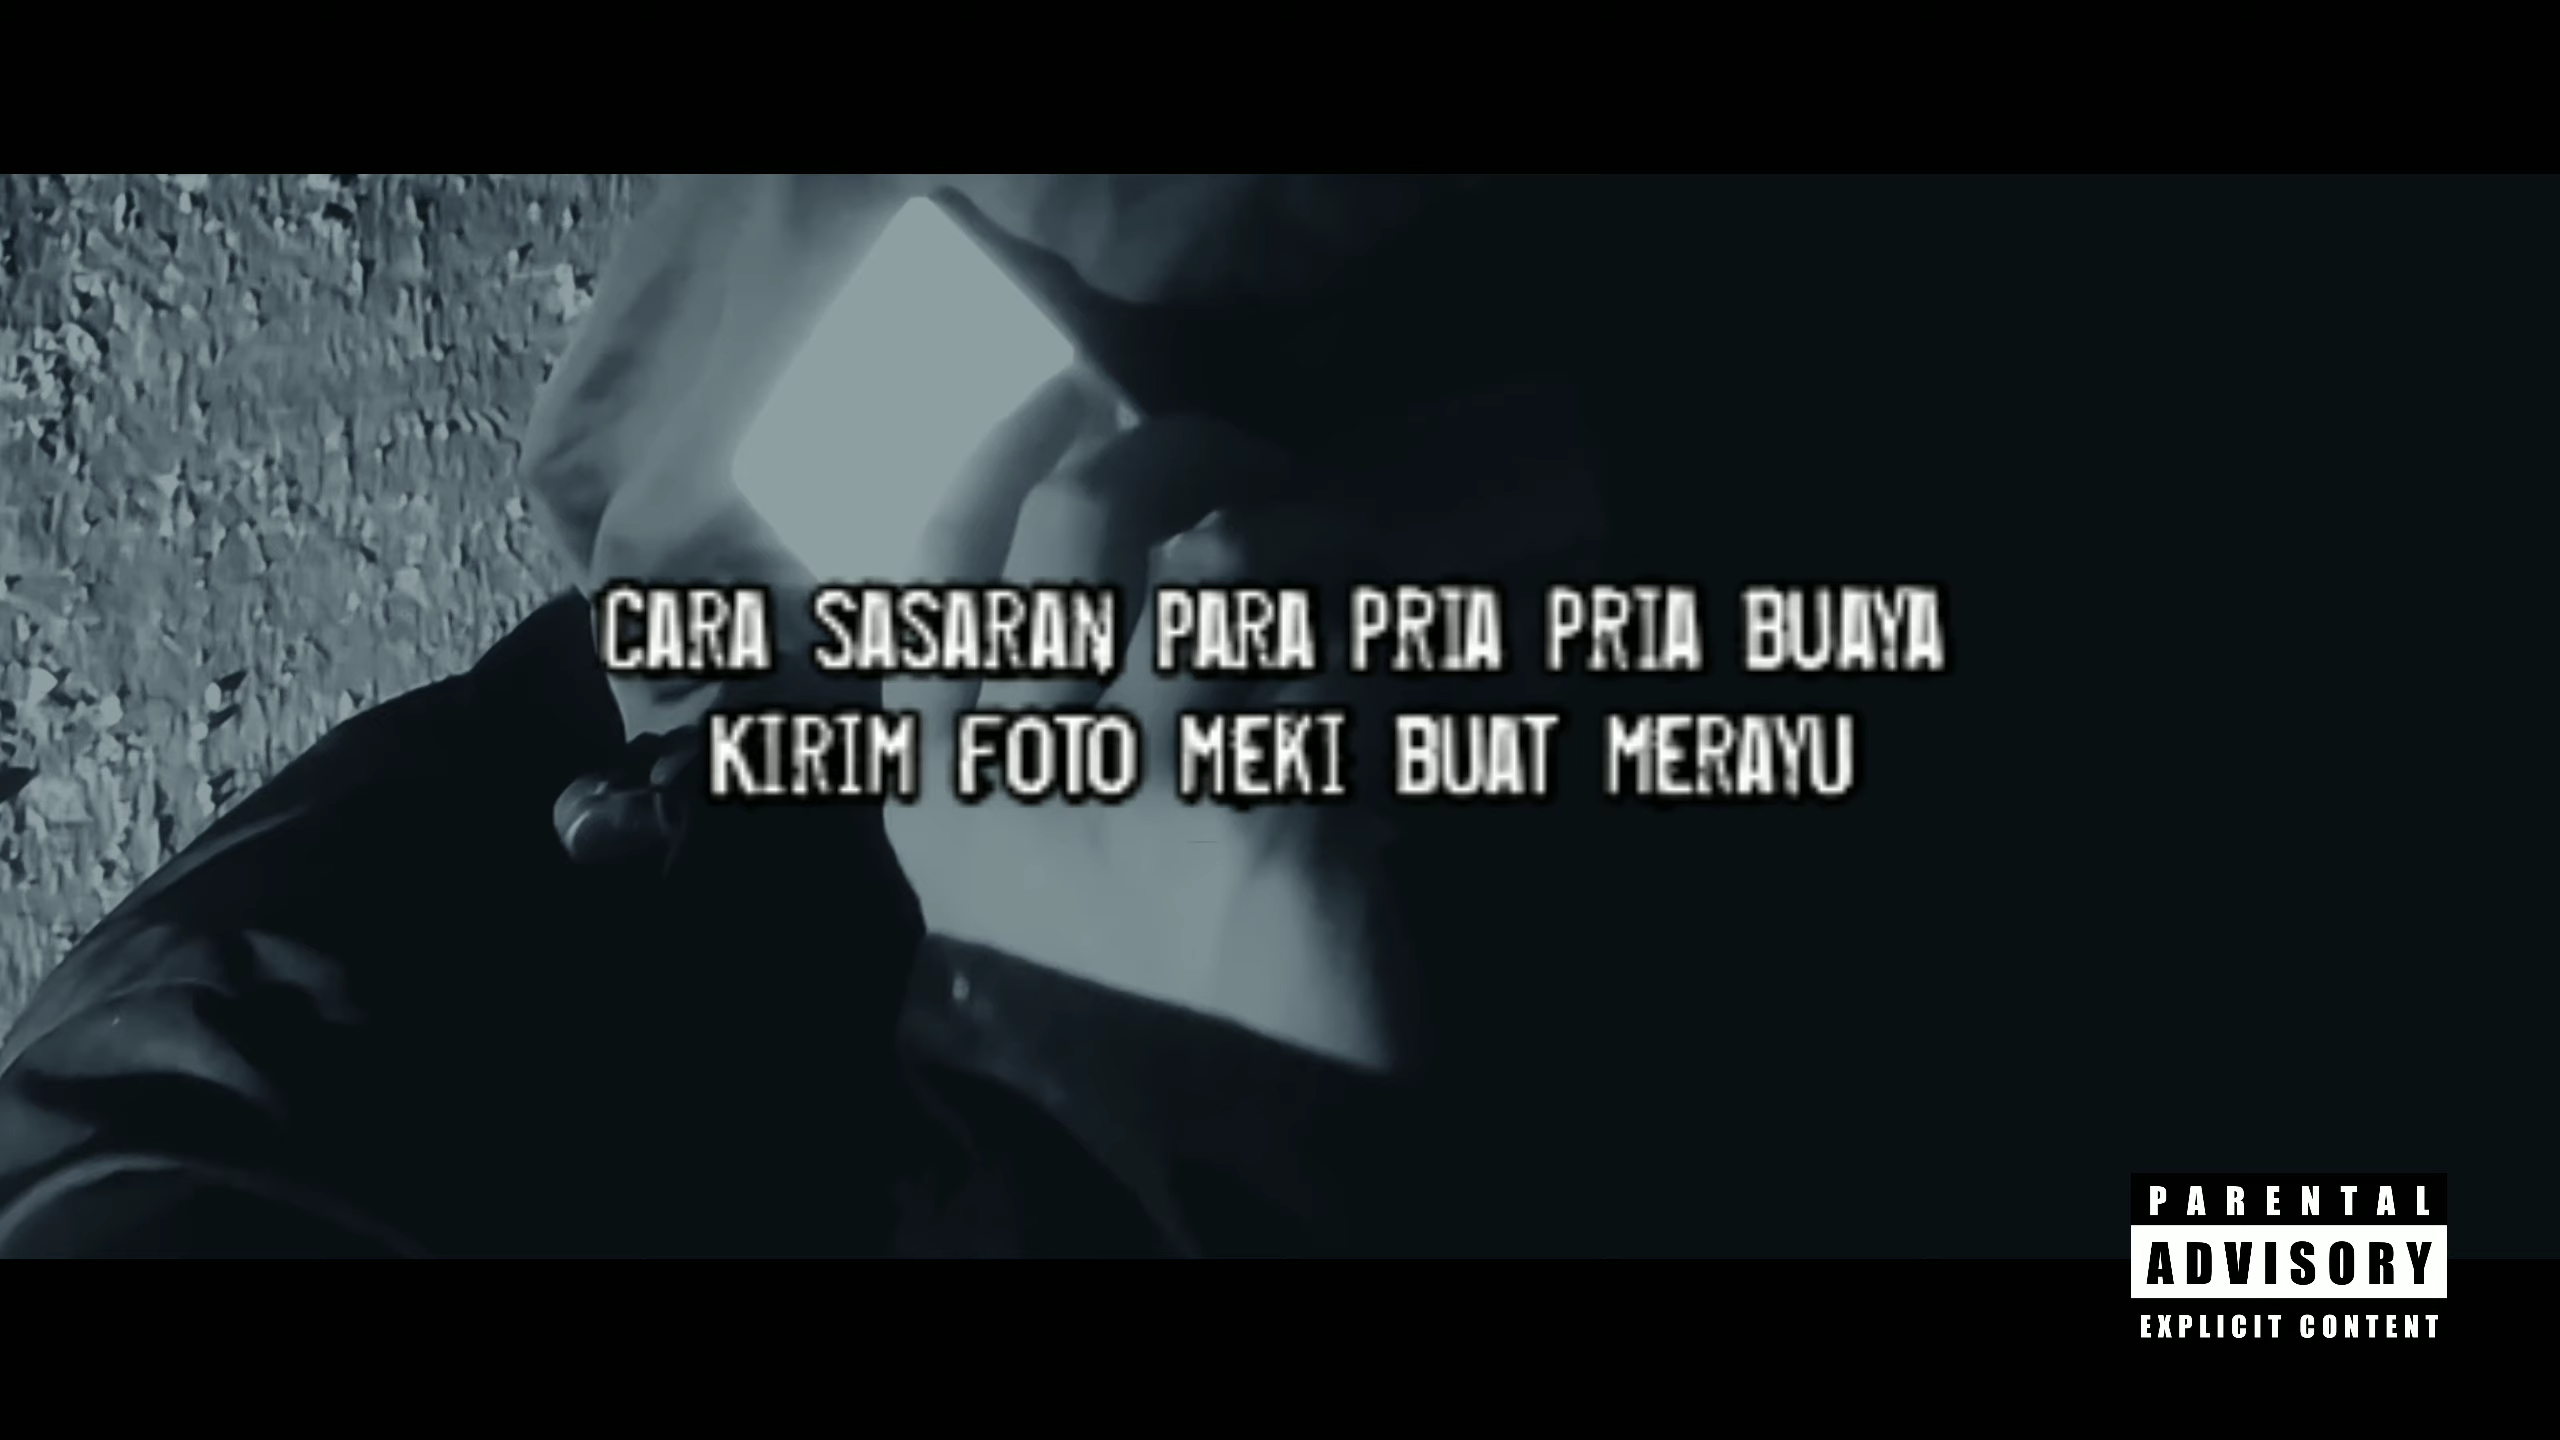 CARA SASARAN PARA PRIA PRIA BUAYA
KIRIM FOTO MEKI BUAT MERAYU
PARENTAL
ADVISORY
EXPLICIT CONTENT